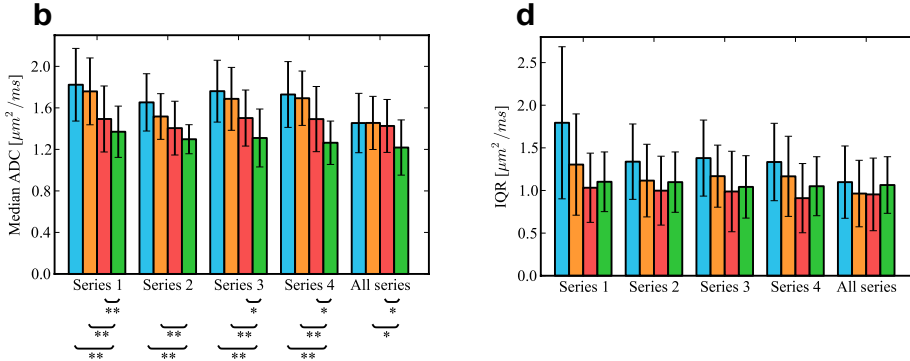 b
Median ADC [μm²/ms]
2.0
1.6
1.2
0.8
0.4
0.0
Series 1 Series 2 Series 3 Series 4 All series
** * * *
** ** ** ** *
** ** ** **
d
IQR [μm²/ms]
2.5
2.0
1.5
1.0
0.5
0.0
Series 1 Series 2 Series 3 Series 4 All series